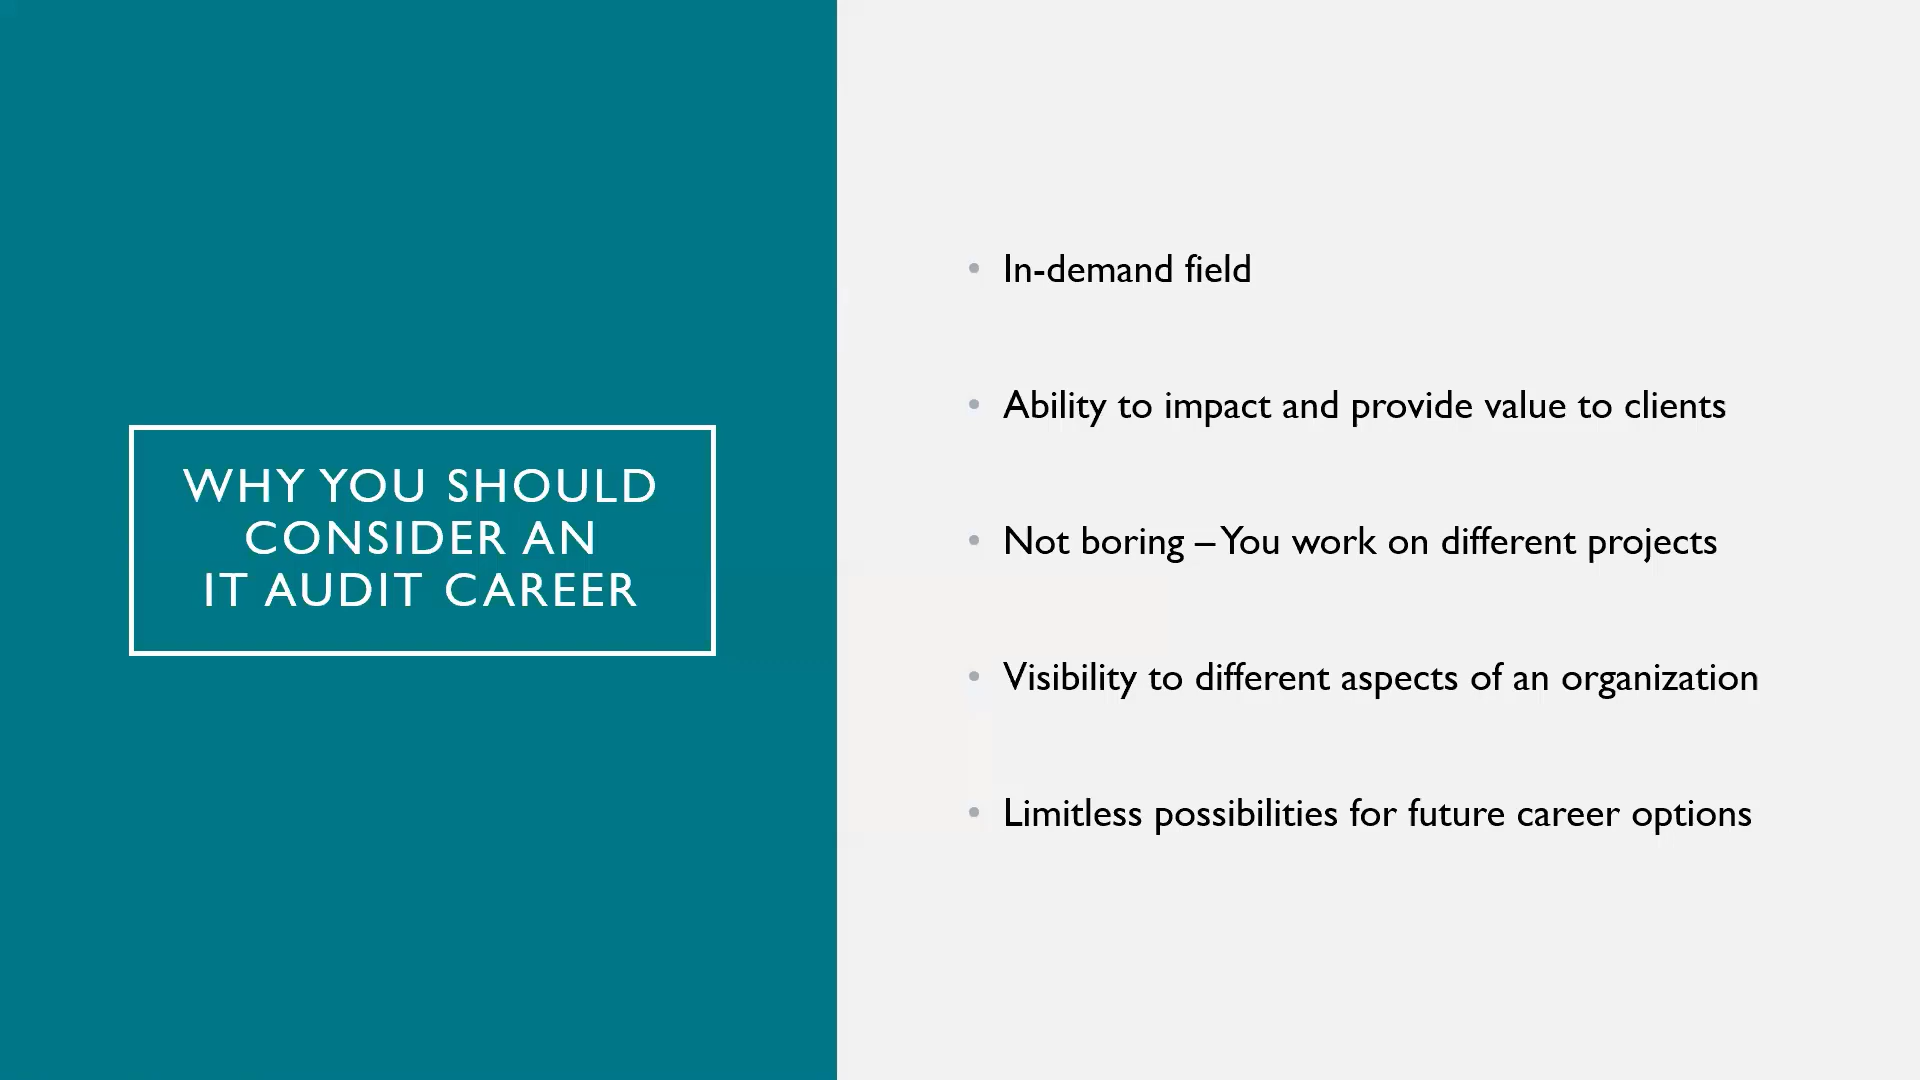 WHY YOU SHOULD
CONSIDER AN
IT AUDIT CAREER
• In-demand field
• Ability to impact and provide value to clients
• Not boring – You work on different projects
• Visibility to different aspects of an organization
• Limitless possibilities for future career options